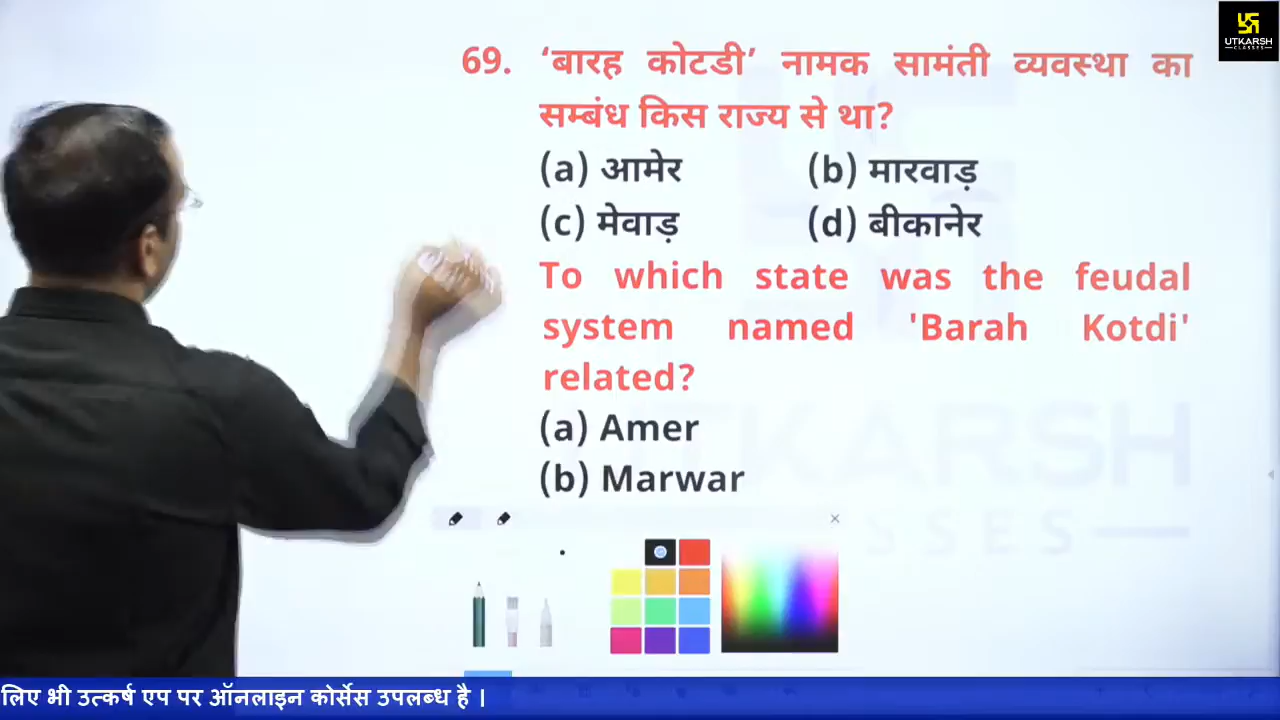 UTKARSH
CLASSES
69. ‘बारह कोटडी’ नामक सामंती व्यवस्था का
सम्बंध किस राज्य से था?
(a) आमेर (b) मारवाड़
(c) मेवाड़ (d) बीकानेर
To which state was the feudal
system named 'Barah Kotdi'
related?
(a) Amer
(b) Marwar
लिए भी उत्कर्ष एप पर ऑनलाइन कोर्सेस उपलब्ध है |